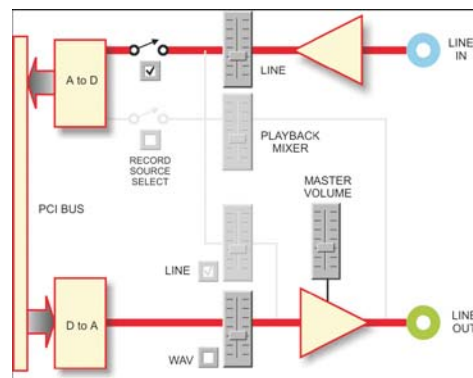 LINE
IN
A to D
LINE
PLAYBACK
MIXER
RECORD
SOURCE
SELECT
MASTER
VOLUME
PCI BUS
LINE
D to A
LINE
OUT
WAV